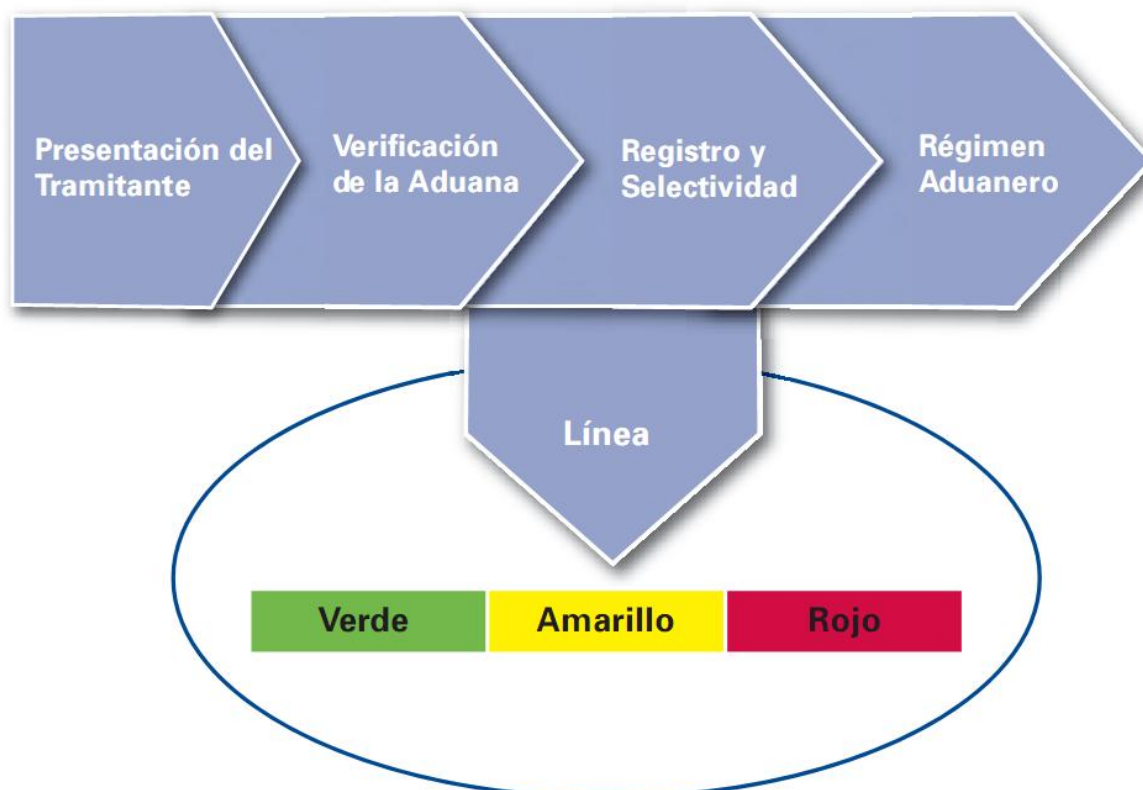 Presentación del
Tramitante
Verificación
de la Aduana
Registro y
Selectividad
Régimen
Aduanero
Línea
Verde
Amarillo
Rojo